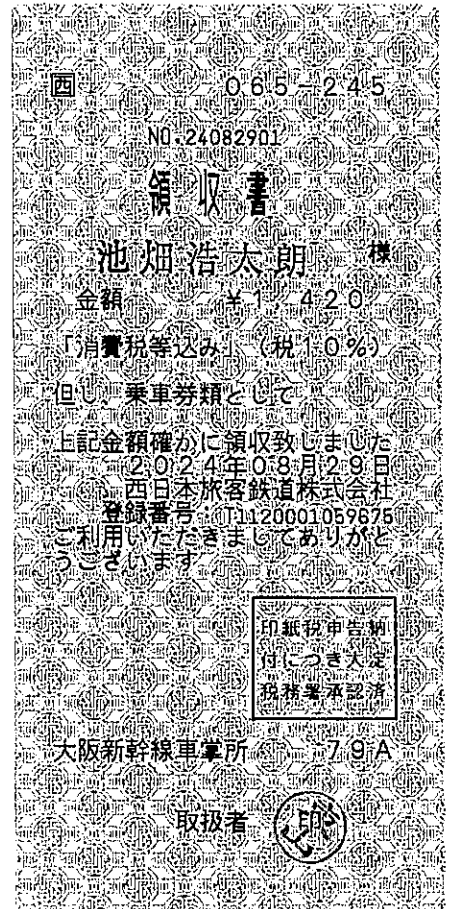 西 065-245
NO.24082901
領収書
池畑浩太朗 様
金額 ¥1,420
「消費税等込み」(税10%)
但し、乗車券類として
上記金額確かに領収致しました
2024年08月29日
西日本旅客鉄道株式会社
登録番号:T1120001059675
ご利用いただきましてありがと
うございます
印紙税申告納
付につき大淀
税務署承認済
大阪新幹線車掌所 79A
取扱者